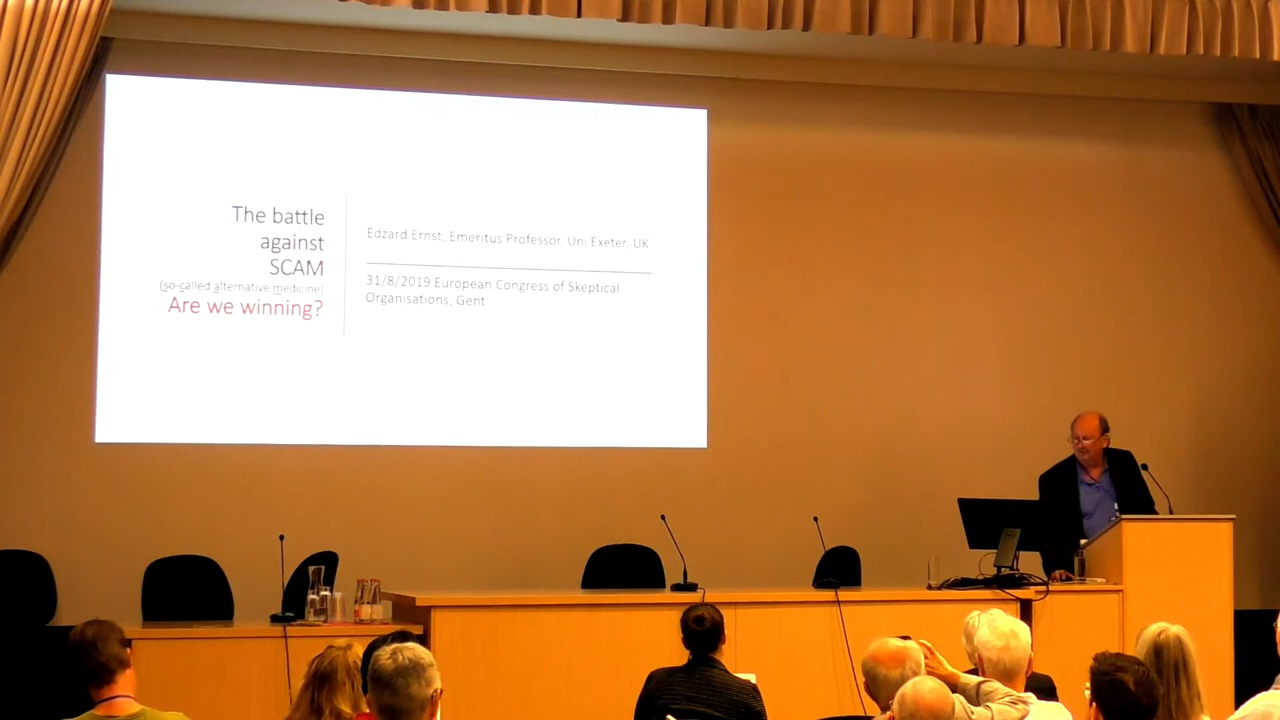 The battle
against
SCAM
(so-called alternative medicine)
Are we winning?
Edzard Ernst, Emeritus Professor, Uni Exeter, UK
31/8/2019 European Congress of Skeptical
Organisations, Gent